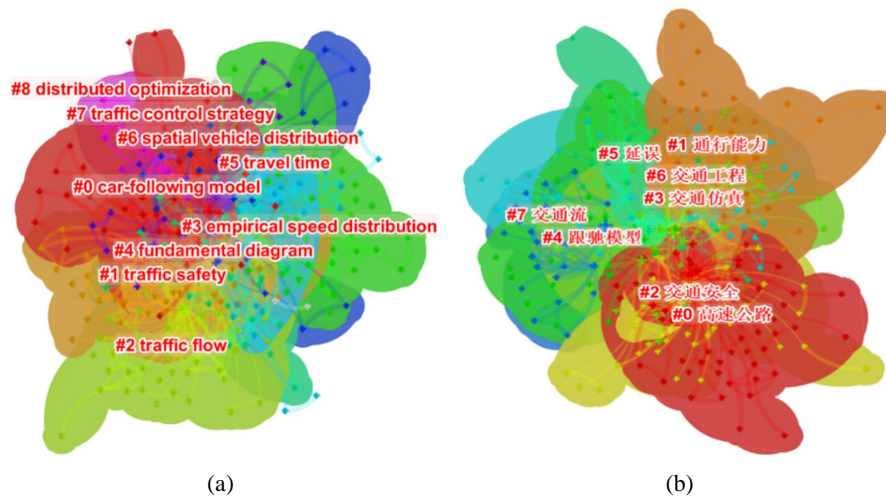 #8 distributed optimization
#7 traffic control strategy
#6 spatial vehicle distribution
#5 travel time
#0 car-following model
#3 empirical speed distribution
#4 fundamental diagram
#1 traffic safety
#2 traffic flow
(a)
#1 通行能力
#5 延误
#6 交通工程
#3 交通仿真
#7 交通流
#4 跟驰模型
#2 交通安全
#0 高速公路
(b)